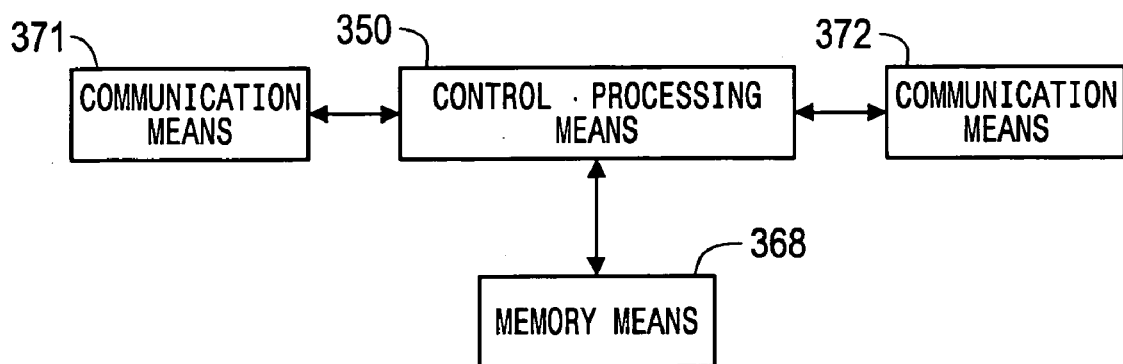 371
350
372
COMMUNICATION
MEANS
CONTROL · PROCESSING
MEANS
COMMUNICATION
MEANS
368
MEMORY MEANS